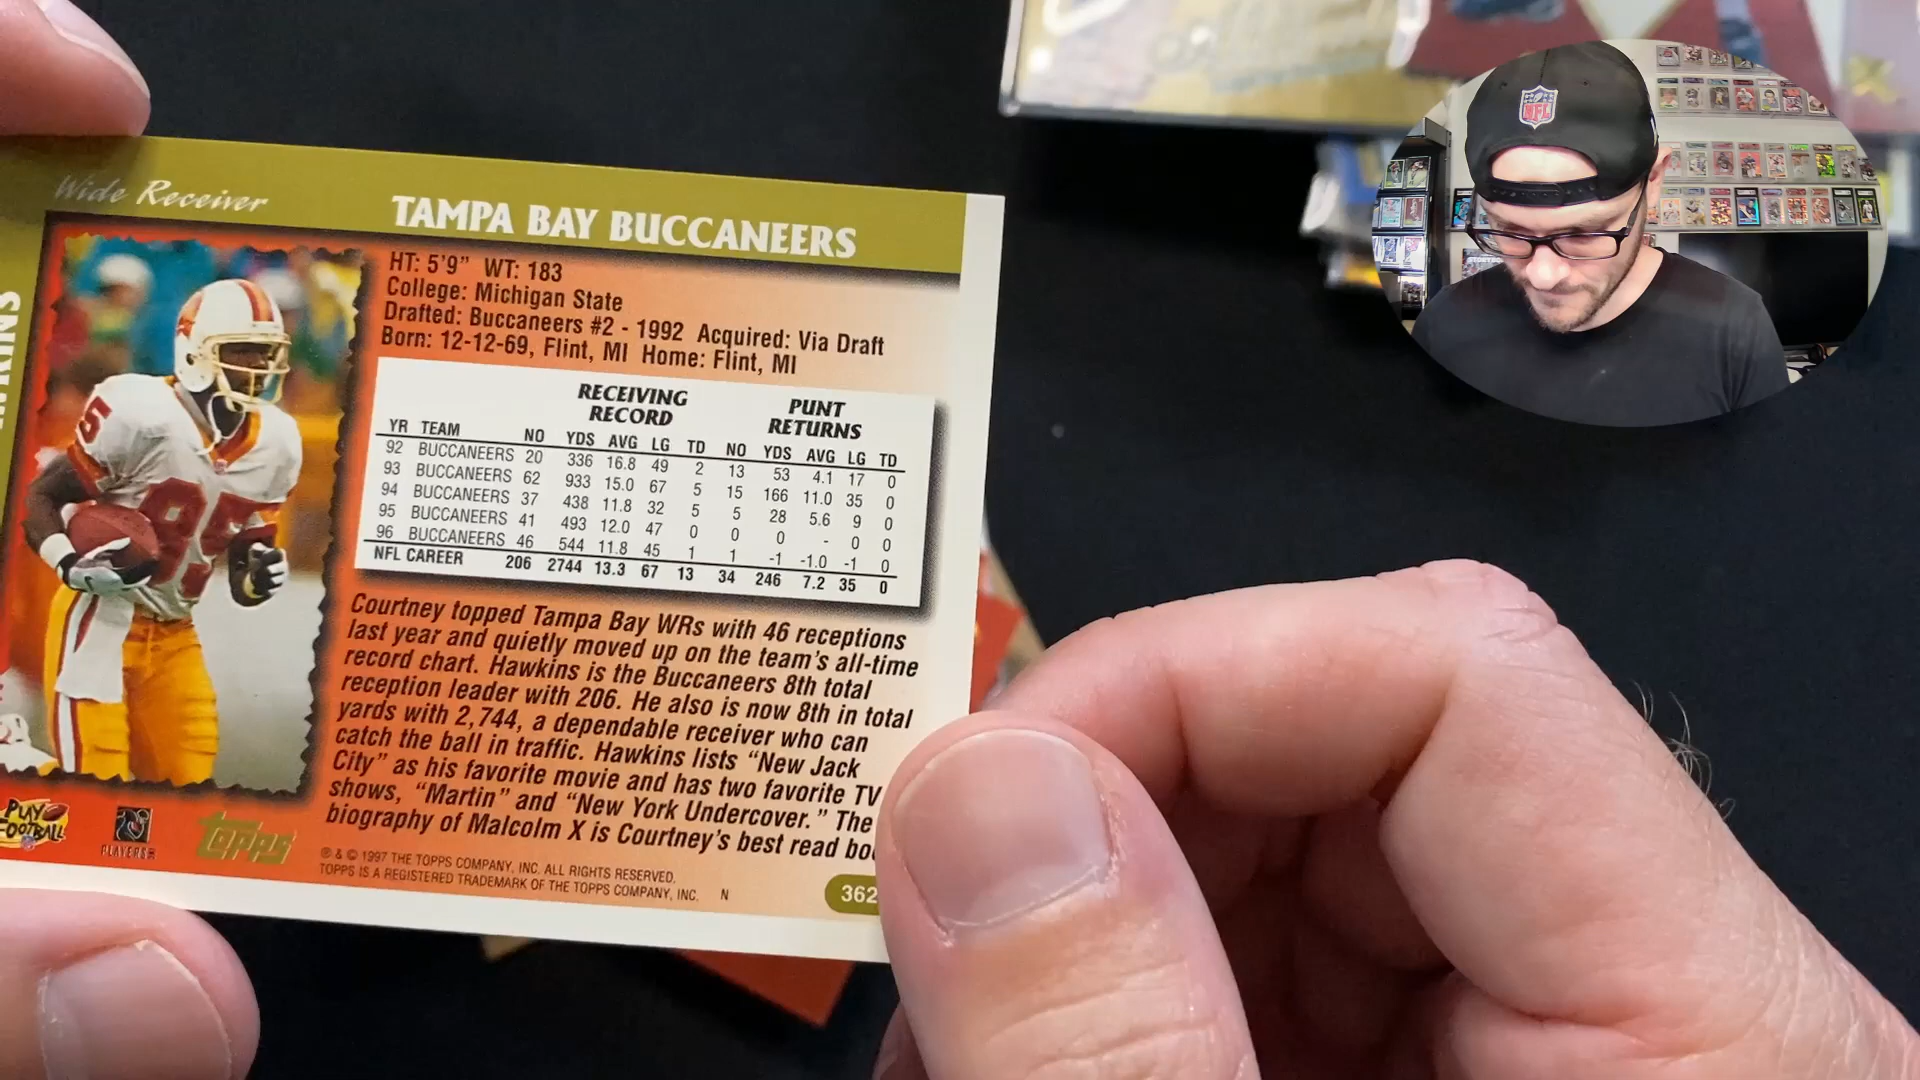 Wide Receiver
TAMPA BAY BUCCANEERS
HT: 5'9" WT: 183
College: Michigan State
Drafted: Buccaneers #2 - 1992 Acquired: Via Draft
Born: 12-12-69, Flint, MI Home: Flint, MI
RECEIVING RECORD PUNT RETURNS
YR TEAM NO YDS AVG LG TD NO YDS AVG LG TD
92 BUCCANEERS 20 336 16.8 49 2 13 53 4.1 17 0
93 BUCCANEERS 62 933 15.0 67 5 15 166 11.0 35 0
94 BUCCANEERS 37 438 11.8 32 5 5 28 5.6 9 0
95 BUCCANEERS 41 493 12.0 47 0 0 0 - 0 0
96 BUCCANEERS 46 544 11.8 45 1 1 -1 -1.0 -1 0
NFL CAREER 206 2744 13.3 67 13 34 246 7.2 35 0
Courtney topped Tampa Bay WRs with 46 receptions
last year and quietly moved up on the team's all-time
record chart. Hawkins is the Buccaneers 8th total
reception leader with 206. He also is now 8th in total
yards with 2,744, a dependable receiver who can
catch the ball in traffic. Hawkins lists "New Jack
City" as his favorite movie and has two favorite TV
shows, "Martin" and "New York Undercover." The
biography of Malcolm X is Courtney's best read bo
® & © 1997 THE TOPPS COMPANY, INC. ALL RIGHTS RESERVED.
TOPPS IS A REGISTERED TRADEMARK OF THE TOPPS COMPANY, INC. N
362
PLAY FOOTBALL
PLAYERS
TOPPS
85
NFL